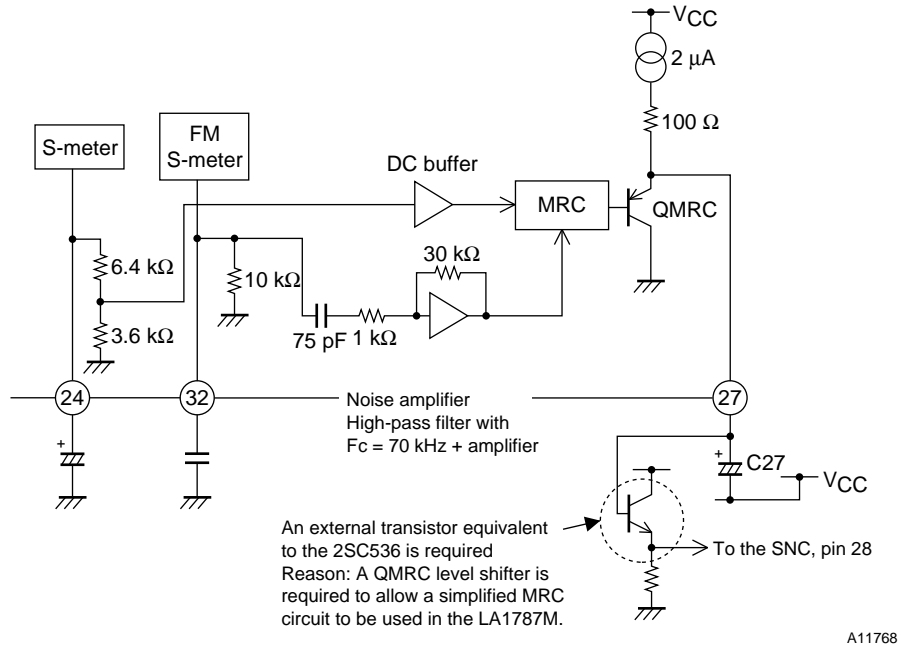 VCC
2 μA
100 Ω
S-meter
FM
S-meter
DC buffer
MRC
QMRC
6.4 kΩ
3.6 kΩ
10 kΩ
30 kΩ
75 pF
1 kΩ
24
32
27
Noise amplifier
High-pass filter with
Fc = 70 kHz + amplifier
+
+
C27
VCC
An external transistor equivalent
to the 2SC536 is required
Reason: A QMRC level shifter is
required to allow a simplified MRC
circuit to be used in the LA1787M.
To the SNC, pin 28
A11768